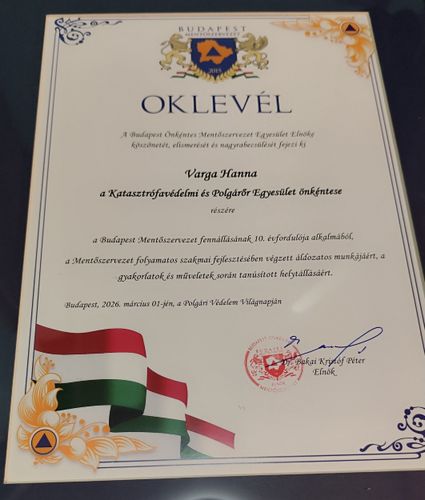 BUDAPEST
MENTŐSZERVEZET
2015
OKLEVÉL
A Budapest Önkéntes Mentőszervezet Egyesület Elnöke
köszönetét, elismerését és nagyrabecsülését fejezi ki
Varga Hanna
a Katasztrófavédelmi és Polgárőr Egyesület önkéntese
részére
a Budapest Mentőszervezet fennállásának 10. évfordulója alkalmából,
a Mentőszervezet folyamatos szakmai fejlesztésében végzett áldozatos munkájáért, a
gyakorlatok és műveletek során tanúsított helytállásáért.
Budapest, 2026. március 01-jén, a Polgári Védelem Világnapján
Dr. Bakai Kristóf Péter
Elnök